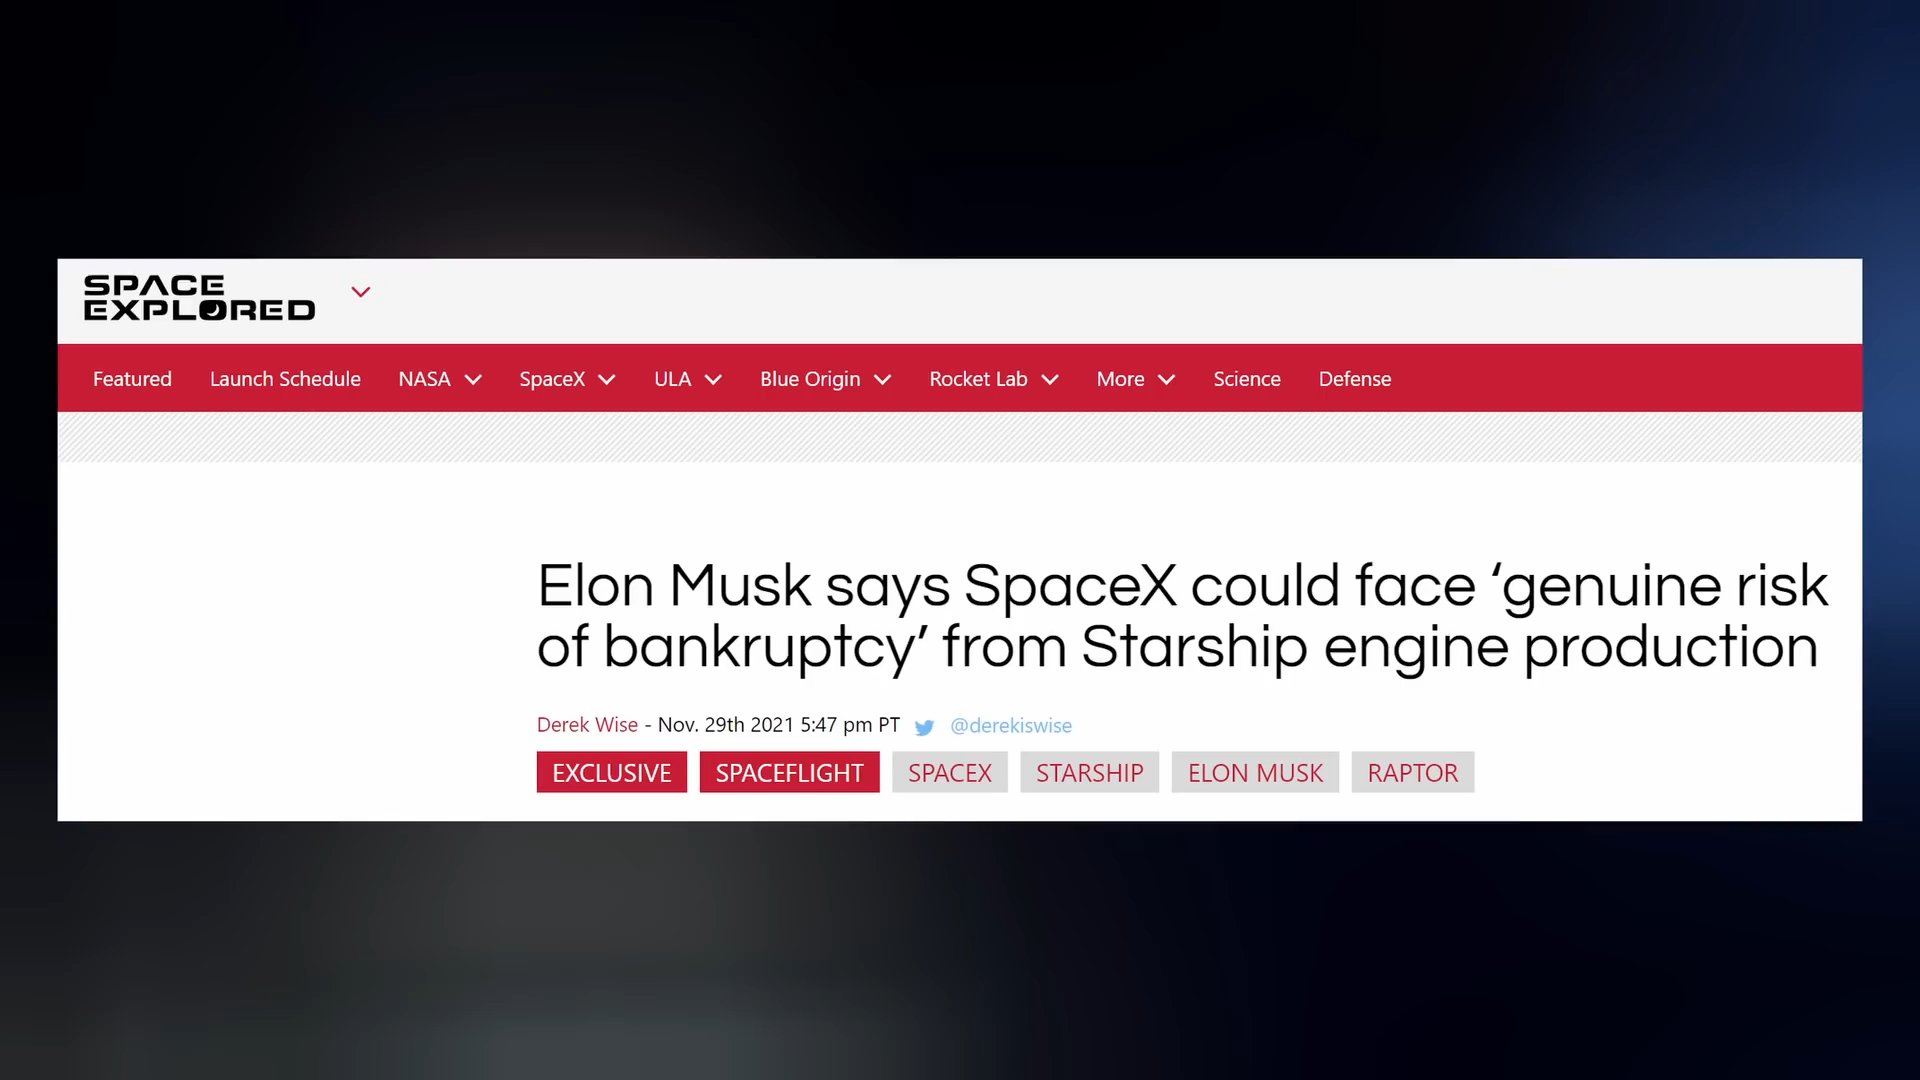 SPACE
EXPLORED
Featured Launch Schedule NASA SpaceX ULA Blue Origin Rocket Lab More Science Defense
Elon Musk says SpaceX could face ‘genuine risk
of bankruptcy’ from Starship engine production
Derek Wise - Nov. 29th 2021 5:47 pm PT @derekiswise
EXCLUSIVE SPACEFLIGHT SPACEX STARSHIP ELON MUSK RAPTOR